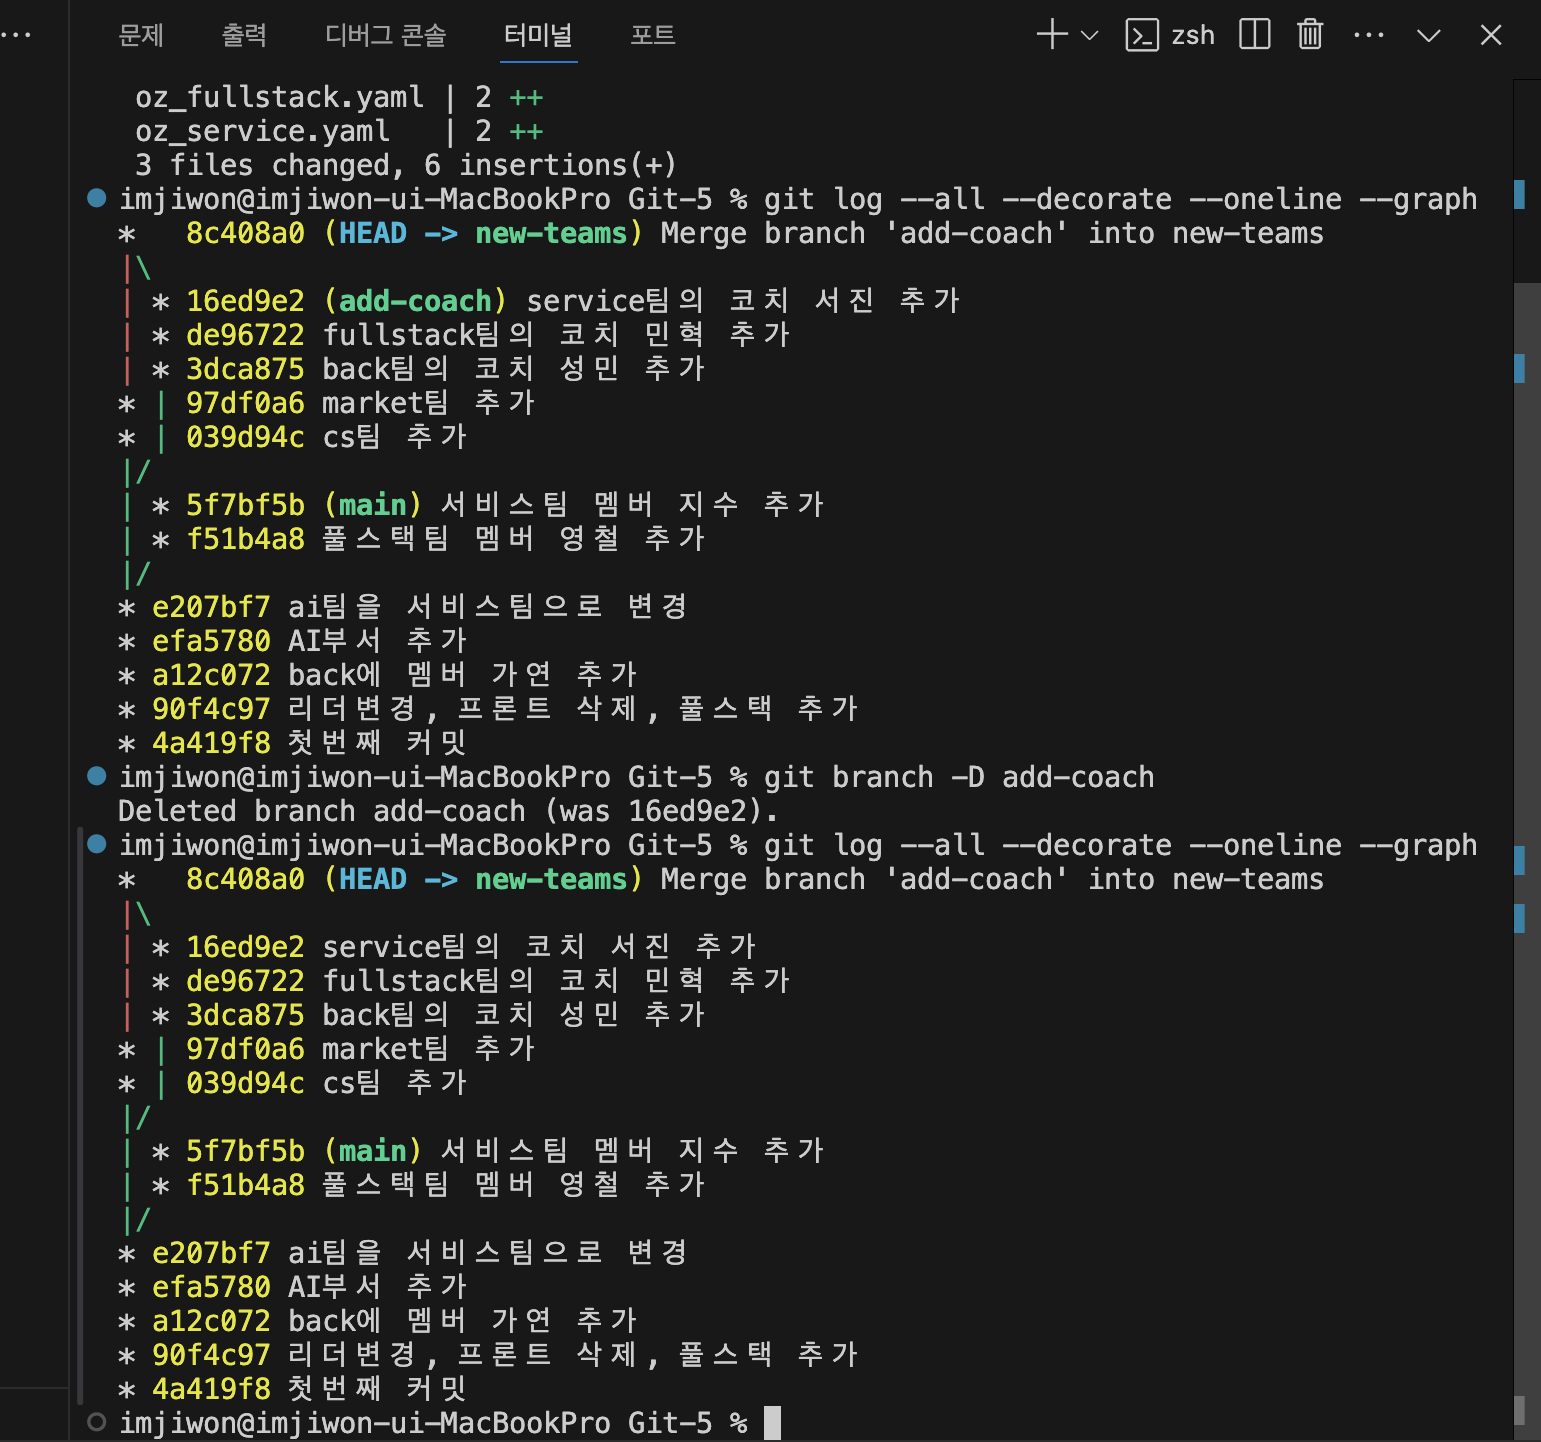 문제 출력 디버그 콘솔 터미널 포트 zsh
oz_fullstack.yaml | 2 ++
oz_service.yaml   | 2 ++
3 files changed, 6 insertions(+)
imjiwon@imjiwon-ui-MacBookPro Git-5 % git log --all --decorate --oneline --graph
*   8c408a0 (HEAD -> new-teams) Merge branch 'add-coach' into new-teams
|\
| * 16ed9e2 (add-coach) service팀의 코치 서진 추가
| * de96722 fullstack팀의 코치 민혁 추가
| * 3dca875 back팀의 코치 성민 추가
* | 97df0a6 market팀 추가
* | 039d94c cs팀 추가
|/
| * 5f7bf5b (main) 서비스팀 멤버 지수 추가
| * f51b4a8 풀스택팀 멤버 영철 추가
|/
* e207bf7 ai팀을 서비스팀으로 변경
* efa5780 AI부서 추가
* a12c072 back에 멤버 가연 추가
* 90f4c97 리더변경, 프론트 삭제, 풀스택 추가
* 4a419f8 첫번째 커밋
imjiwon@imjiwon-ui-MacBookPro Git-5 % git branch -D add-coach
Deleted branch add-coach (was 16ed9e2).
imjiwon@imjiwon-ui-MacBookPro Git-5 % git log --all --decorate --oneline --graph
*   8c408a0 (HEAD -> new-teams) Merge branch 'add-coach' into new-teams
|\
| * 16ed9e2 service팀의 코치 서진 추가
| * de96722 fullstack팀의 코치 민혁 추가
| * 3dca875 back팀의 코치 성민 추가
* | 97df0a6 market팀 추가
* | 039d94c cs팀 추가
|/
| * 5f7bf5b (main) 서비스팀 멤버 지수 추가
| * f51b4a8 풀스택팀 멤버 영철 추가
|/
* e207bf7 ai팀을 서비스팀으로 변경
* efa5780 AI부서 추가
* a12c072 back에 멤버 가연 추가
* 90f4c97 리더변경, 프론트 삭제, 풀스택 추가
* 4a419f8 첫번째 커밋
imjiwon@imjiwon-ui-MacBookPro Git-5 %